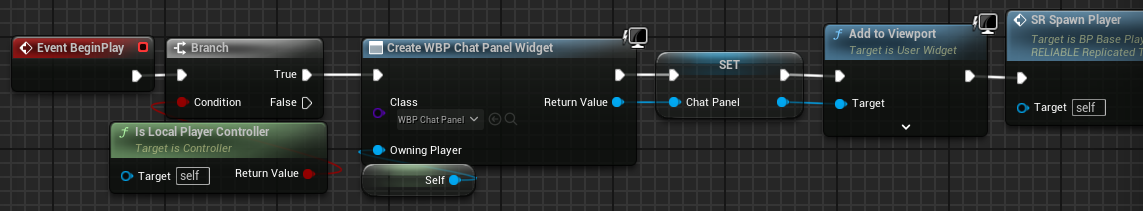 Event BeginPlay
Branch
True
Condition
False
Is Local Player Controller
Target is Controller
Target
self
Return Value
Create WBP Chat Panel Widget
Class
WBP Chat Panel
Return Value
Owning Player
Self
SET
Chat Panel
Add to Viewport
Target is User Widget
Target
SR Spawn Player
Target is BP Base Play
RELIABLE Replicated T
Target
self